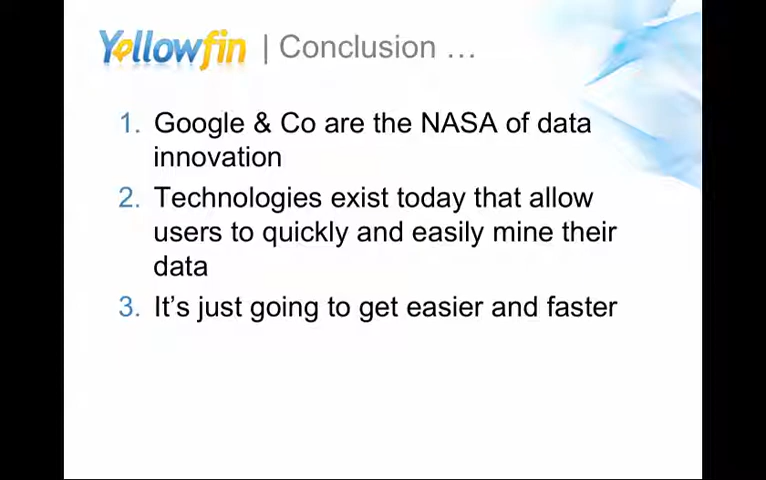 Yellowfin | Conclusion …
1. Google & Co are the NASA of data
innovation
2. Technologies exist today that allow
users to quickly and easily mine their
data
3. It’s just going to get easier and faster